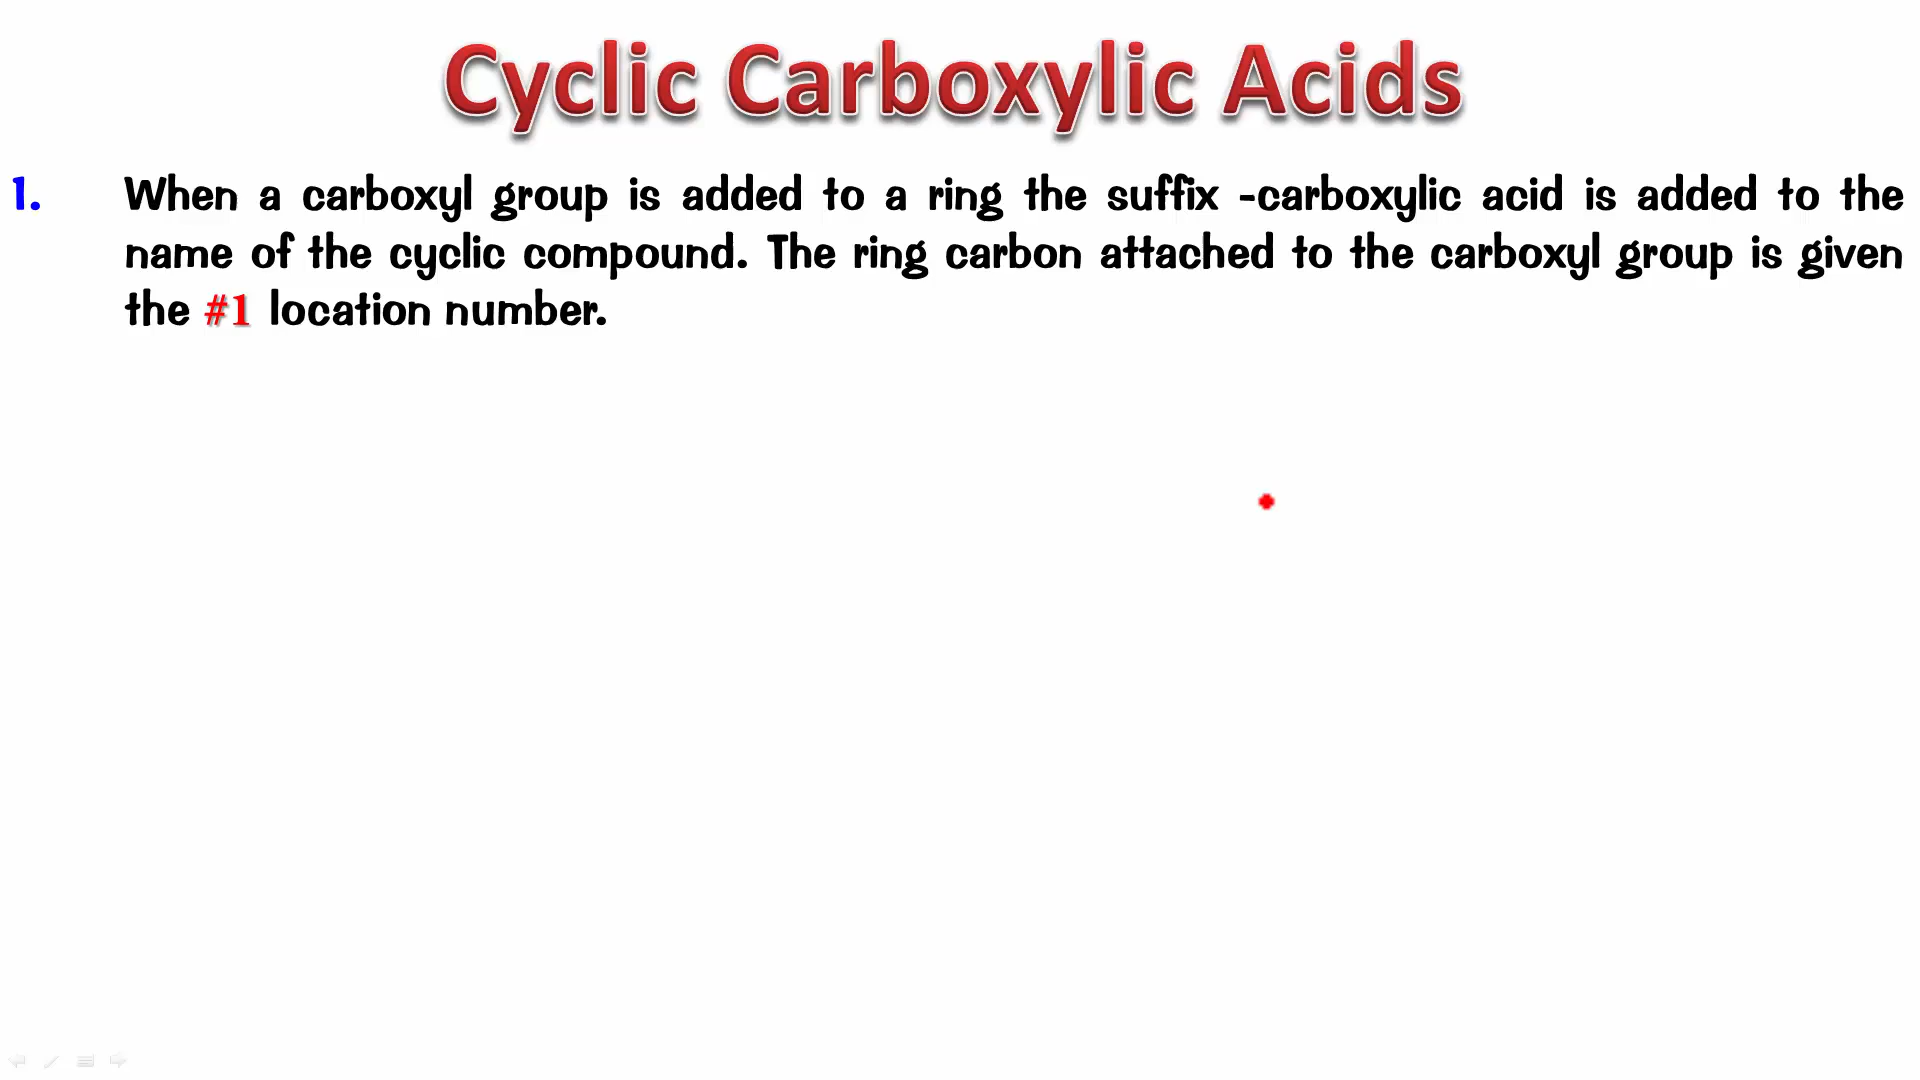 Cyclic Carboxylic Acids
1. When a carboxyl group is added to a ring the suffix -carboxylic acid is added to the
name of the cyclic compound. The ring carbon attached to the carboxyl group is given
the #1 location number.